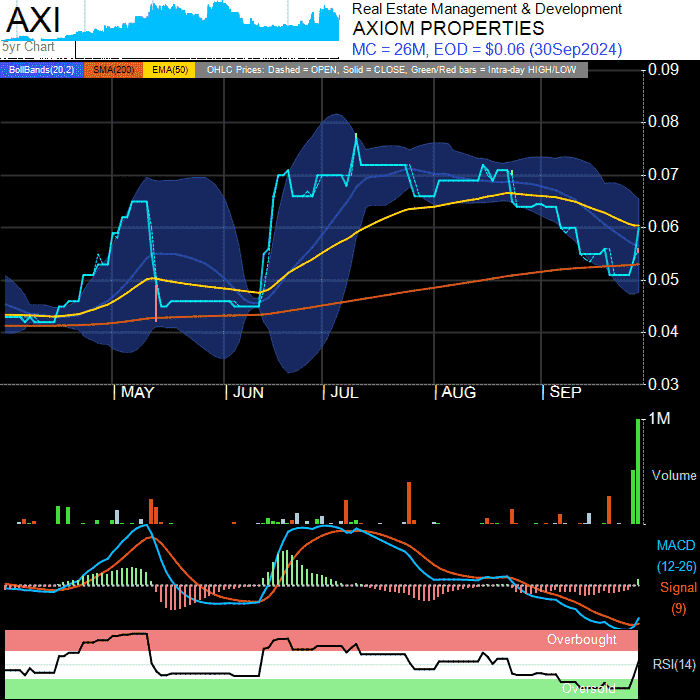 AXI
5yr Chart
Real Estate Management & Development
AXIOM PROPERTIES
MC = 26M, EOD = $0.06 (30Sep2024)
BollBands(20,2) SMA(200) EMA(50) OHLC Prices: Dashed = OPEN, Solid = CLOSE, Green/Red bars = Intra-day HIGH/LOW
0.09
0.08
0.07
0.06
0.05
0.04
0.03
MAY JUN JUL AUG SEP
1M
Volume
MACD
(12-26)
Signal
(9)
Overbought
RSI(14)
Oversold